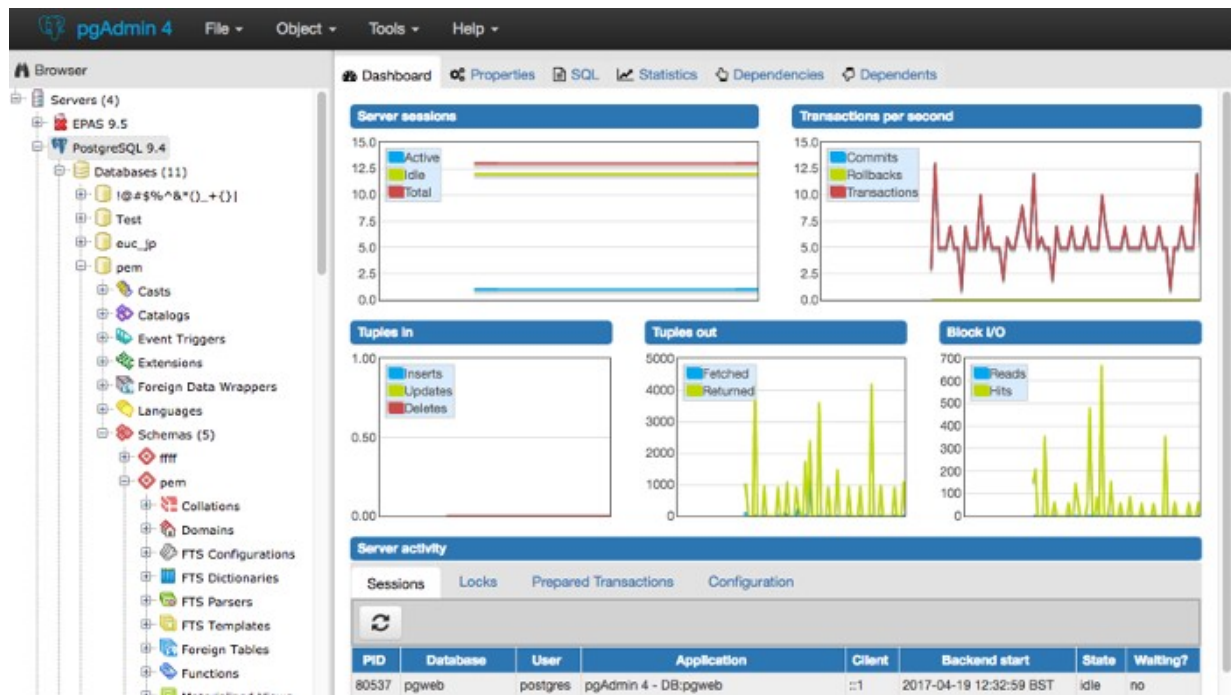 pgAdmin 4 File Object Tools Help
Browser
Servers (4)
EPAS 9.5
PostgreSQL 9.4
Databases (11)
!@#$%^&*()_+{}|
Test
euc_jp
pem
Casts
Catalogs
Event Triggers
Extensions
Foreign Data Wrappers
Languages
Schemas (5)
ffff
pem
Collations
Domains
FTS Configurations
FTS Dictionaries
FTS Parsers
FTS Templates
Foreign Tables
Functions
Materialized Views
Dashboard Properties SQL Statistics Dependencies Dependents
Server sessions
15.0
12.5
10.0
7.5
5.0
2.5
0.0
Active
Idle
Total
Transactions per second
15.0
12.5
10.0
7.5
5.0
2.5
0.0
Commits
Rollbacks
Transactions
Tuples in
1.00
0.50
0.00
Inserts
Updates
Deletes
Tuples out
5000
4000
3000
2000
1000
0
Fetched
Returned
Block I/O
700
600
500
400
300
200
100
0
Reads
Hits
Server activity
Sessions Locks Prepared Transactions Configuration
PID Database User Application Client Backend start State Waiting?
80537 pgweb postgres pgAdmin 4 - DB:pgweb ::1 2017-04-19 12:32:59 BST idle no